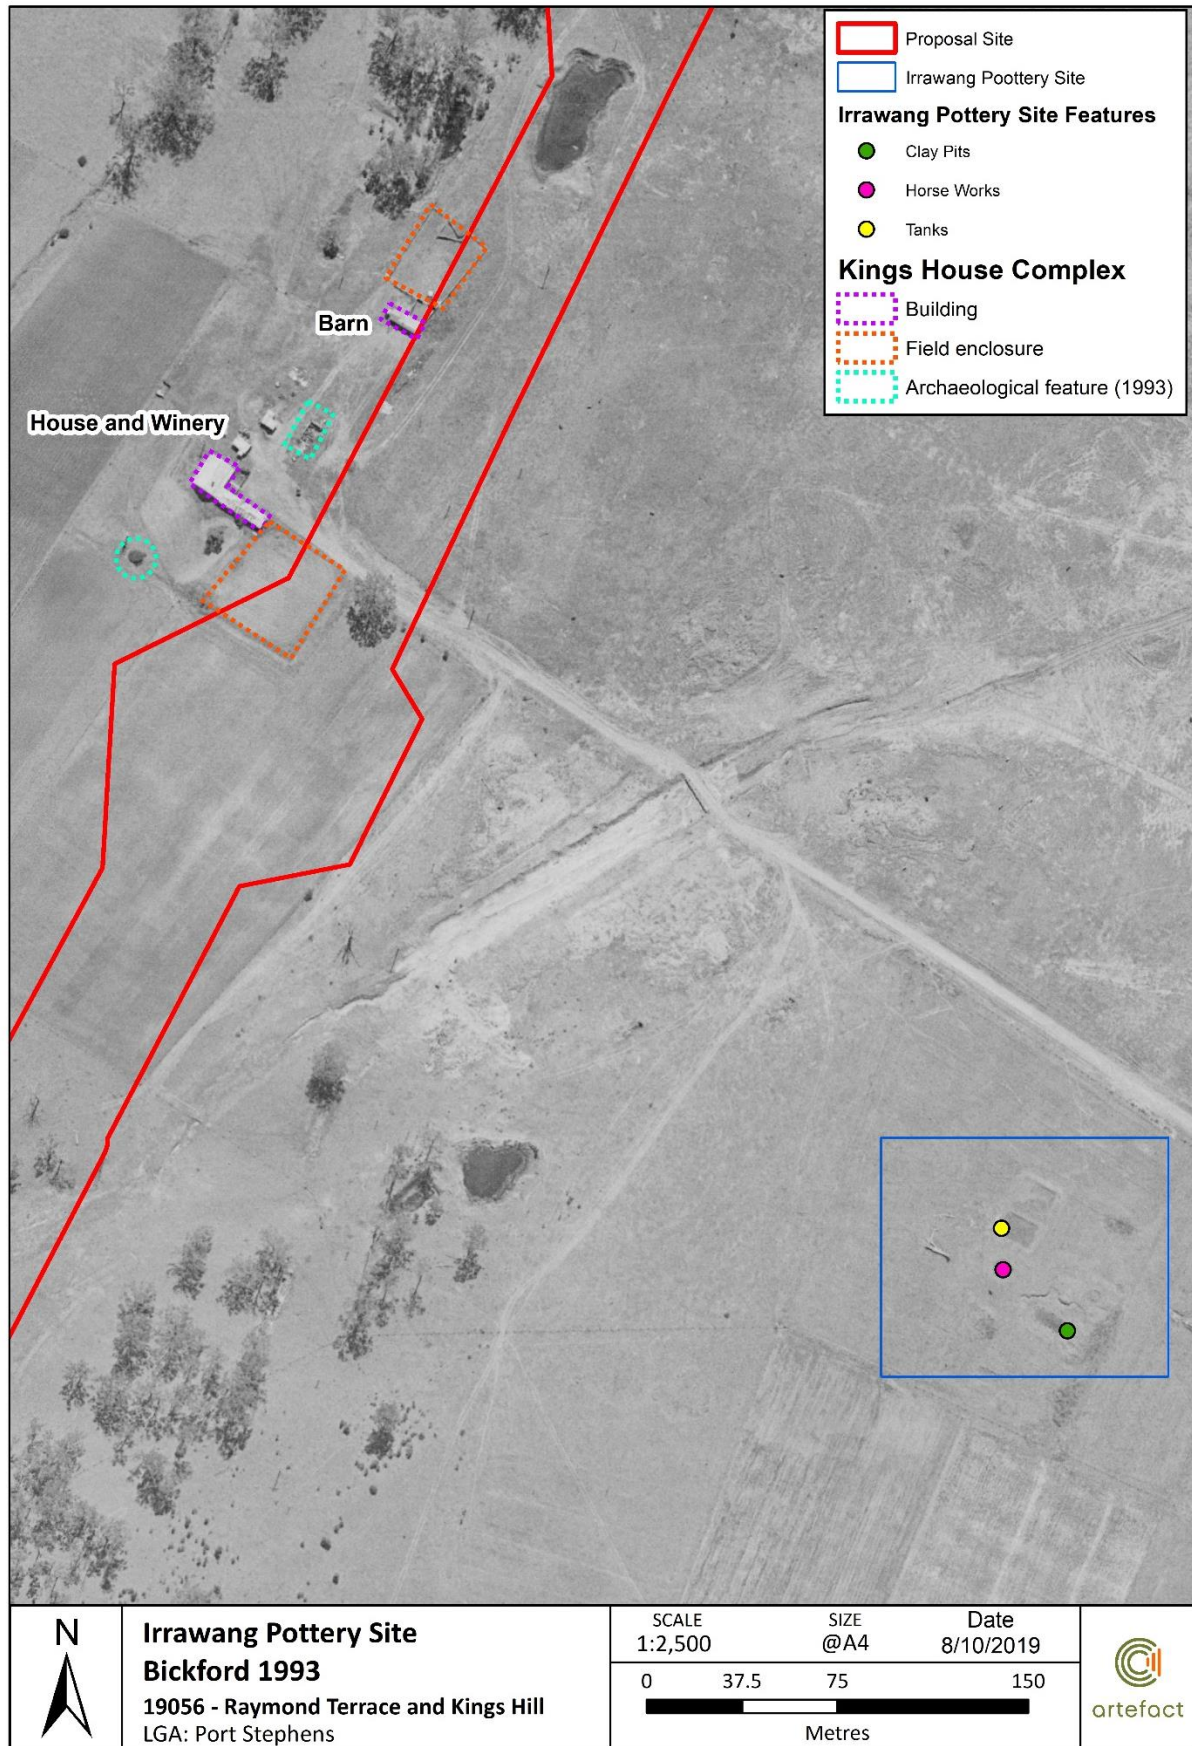 Proposal Site
Irrawang Poottery Site
Irrawang Pottery Site Features
Clay Pits
Horse Works
Tanks
Kings House Complex
Building
Field enclosure
Archaeological feature (1993)
Barn
House and Winery
N
Irrawang Pottery Site
Bickford 1993
19056 - Raymond Terrace and Kings Hill
LGA: Port Stephens
SCALE
1:2,500
SIZE
@A4
Date
8/10/2019
0 37.5 75 150
Metres
artefact